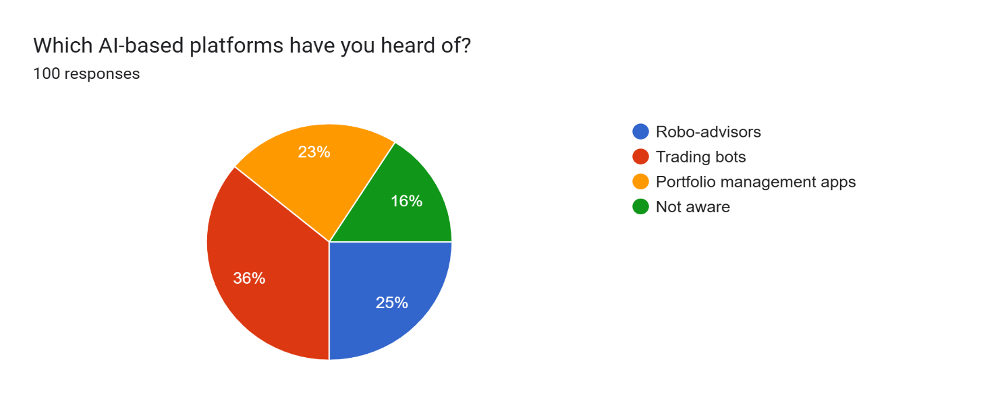 Which AI-based platforms have you heard of?
100 responses
23%
16%
36%
25%
Robo-advisors
Trading bots
Portfolio management apps
Not aware